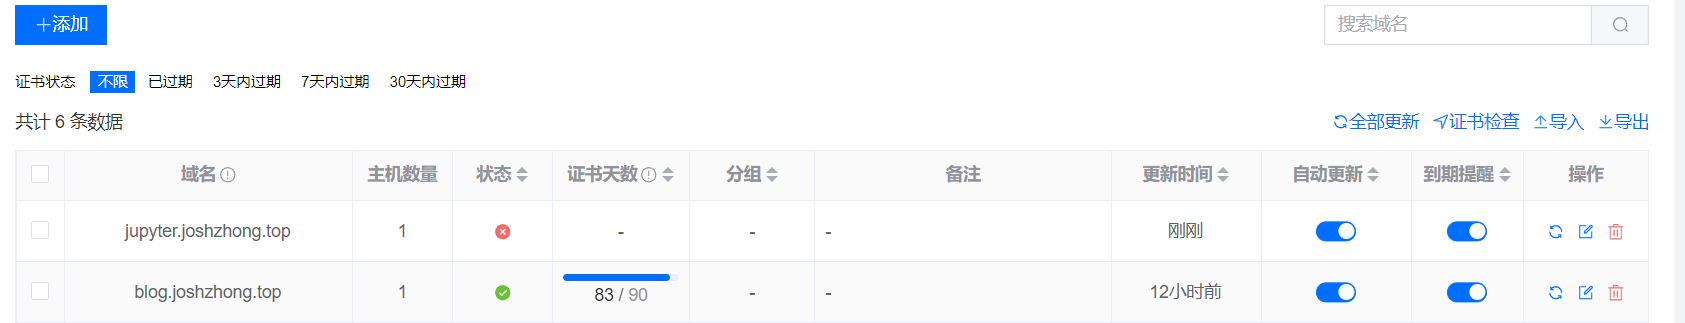 +添加
搜索域名
证书状态 不限 已过期 3天内过期 7天内过期 30天内过期
共计 6 条数据 全部更新 证书检查 导入 导出
域名 主机数量 状态 证书天数 分组 备注 更新时间 自动更新 到期提醒 操作
jupyter.joshzhong.top 1 - - - 刚刚
blog.joshzhong.top 1 83 / 90 - - 12小时前